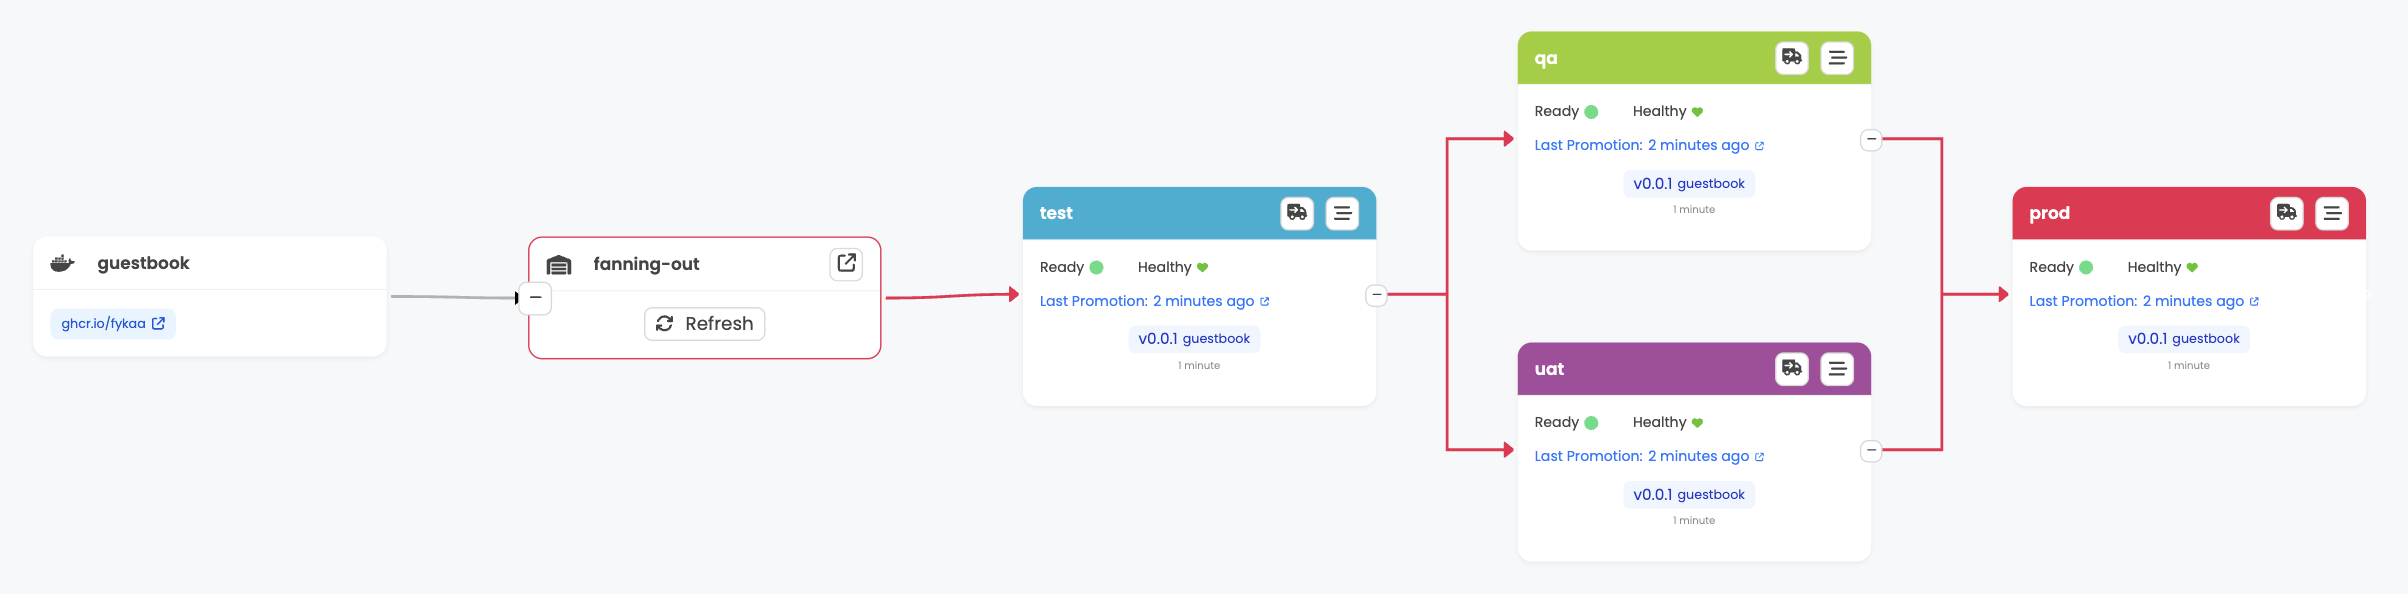 guestbook
ghcr.io/fykaa
fanning-out
Refresh
test
Ready Healthy
Last Promotion: 2 minutes ago
v0.0.1 guestbook
1 minute
qa
Ready Healthy
Last Promotion: 2 minutes ago
v0.0.1 guestbook
1 minute
uat
Ready Healthy
Last Promotion: 2 minutes ago
v0.0.1 guestbook
1 minute
prod
Ready Healthy
Last Promotion: 2 minutes ago
v0.0.1 guestbook
1 minute